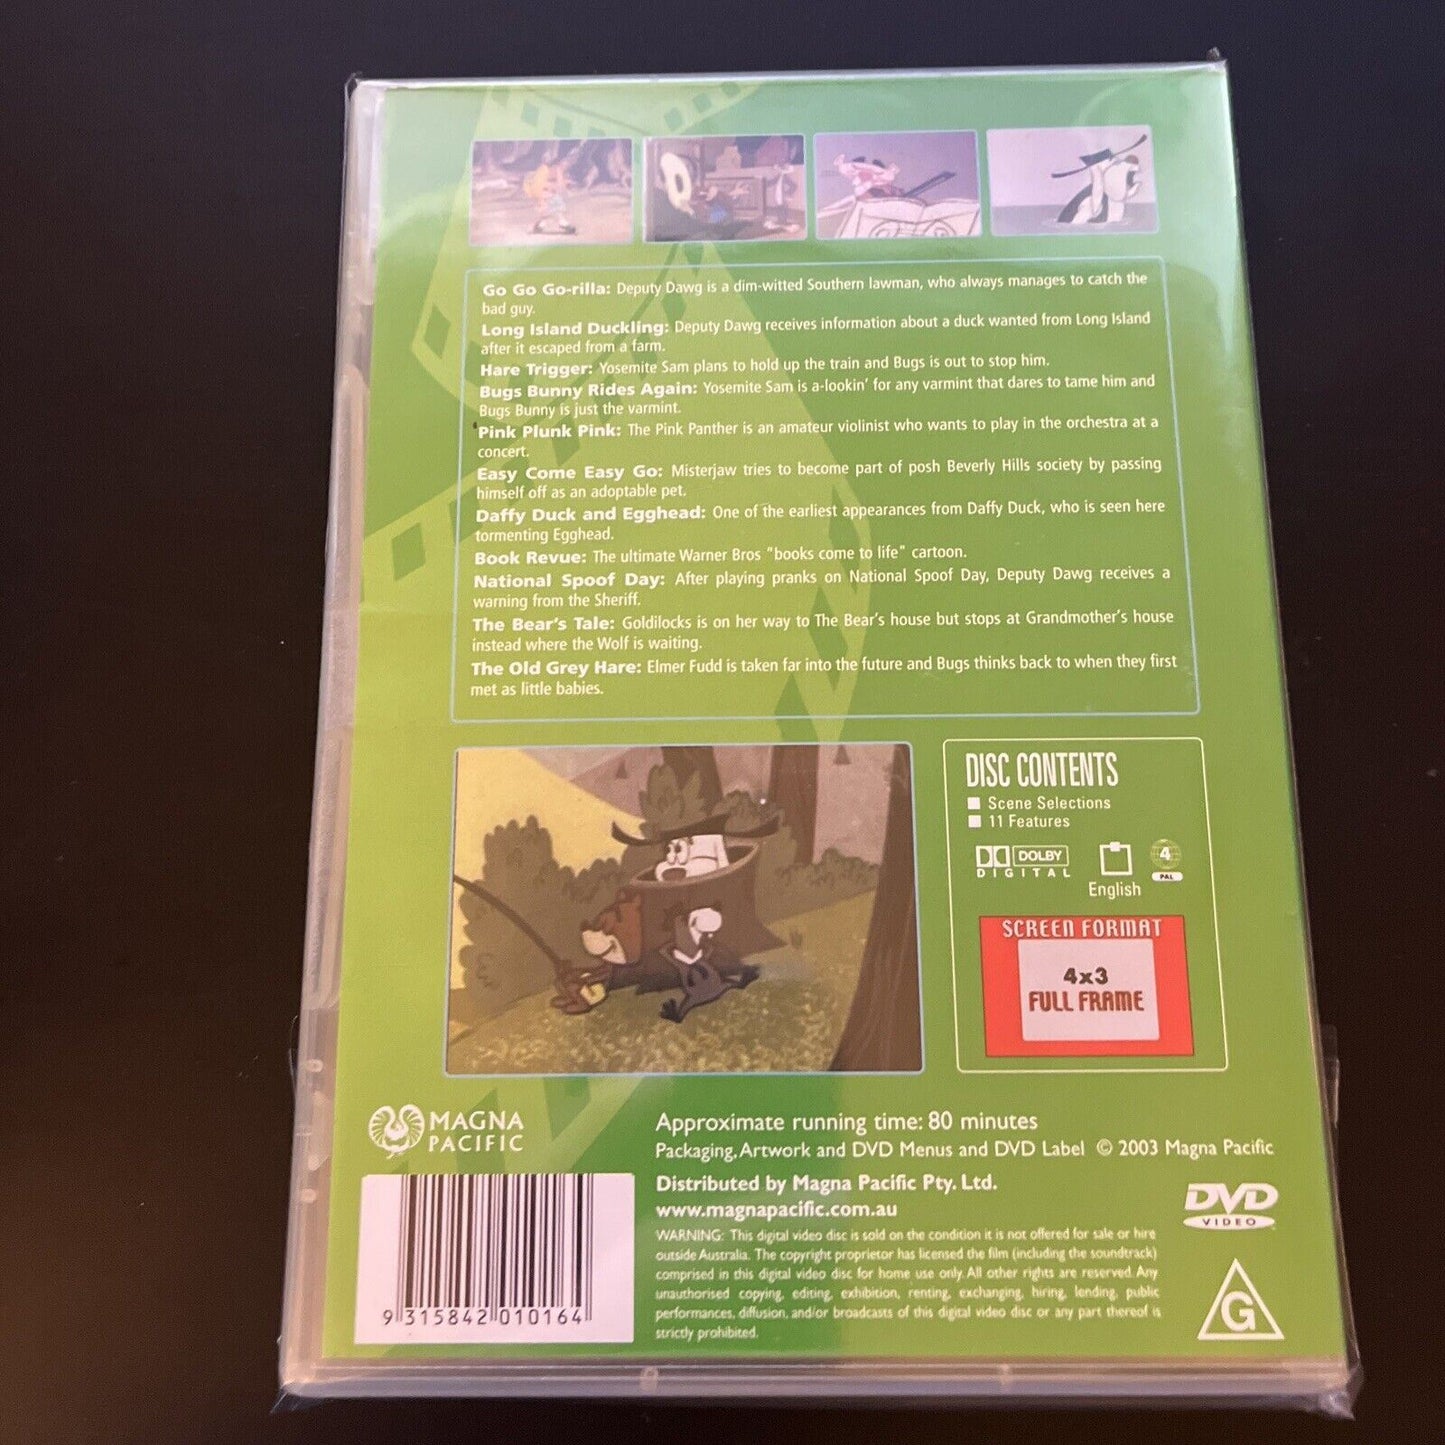 Go Go Go-rilla: Deputy Dawg is a dim-witted Southern lawman, who always manages to catch the
bad guy.
Long Island Duckling: Deputy Dawg receives information about a duck wanted from Long Island
after it escaped from a farm.
Hare Trigger: Yosemite Sam plans to hold up the train and Bugs is out to stop him.
Bugs Bunny Rides Again: Yosemite Sam is a-lookin' for any varmint that dares to tame him and
Bugs Bunny is just the varmint.
Pink Plunk Pink: The Pink Panther is an amateur violinist who wants to play in the orchestra at a
concert.
Easy Come Easy Go: Misterjaw tries to become part of posh Beverly Hills society by passing
himself off as an adoptable pet.
Daffy Duck and Egghead: One of the earliest appearances from Daffy Duck, who is seen here
tormenting Egghead.
Book Revue: The ultimate Warner Bros "books come to life" cartoon.
National Spoof Day: After playing pranks on National Spoof Day, Deputy Dawg receives a
warning from the Sheriff.
The Bear's Tale: Goldilocks is on her way to The Bear's house but stops at Grandmother's house
instead where the Wolf is waiting.
The Old Grey Hare: Elmer Fudd is taken far into the future and Bugs thinks back to when they first
met as little babies.
DISC CONTENTS
Scene Selections
11 Features
DOLBY
DIGITAL
English
4
PAL
SCREEN FORMAT
4x3
FULL FRAME
MAGNA
PACIFIC
Approximate running time: 80 minutes
Packaging, Artwork and DVD Menus and DVD Label © 2003 Magna Pacific
Distributed by Magna Pacific Pty. Ltd.
www.magnapacific.com.au
WARNING: This digital video disc is sold on the condition it is not offered for sale or hire
outside Australia. The copyright proprietor has licensed the film (including the soundtrack)
comprised in this digital video disc for home use only. All other rights are reserved. Any
unauthorised copying, editing, exhibition, renting, exchanging, hiring, lending, public
performances, diffusion, and/or broadcasts of this digital video disc or any part thereof is
strictly prohibited.
DVD
VIDEO
G
9 315842 010164